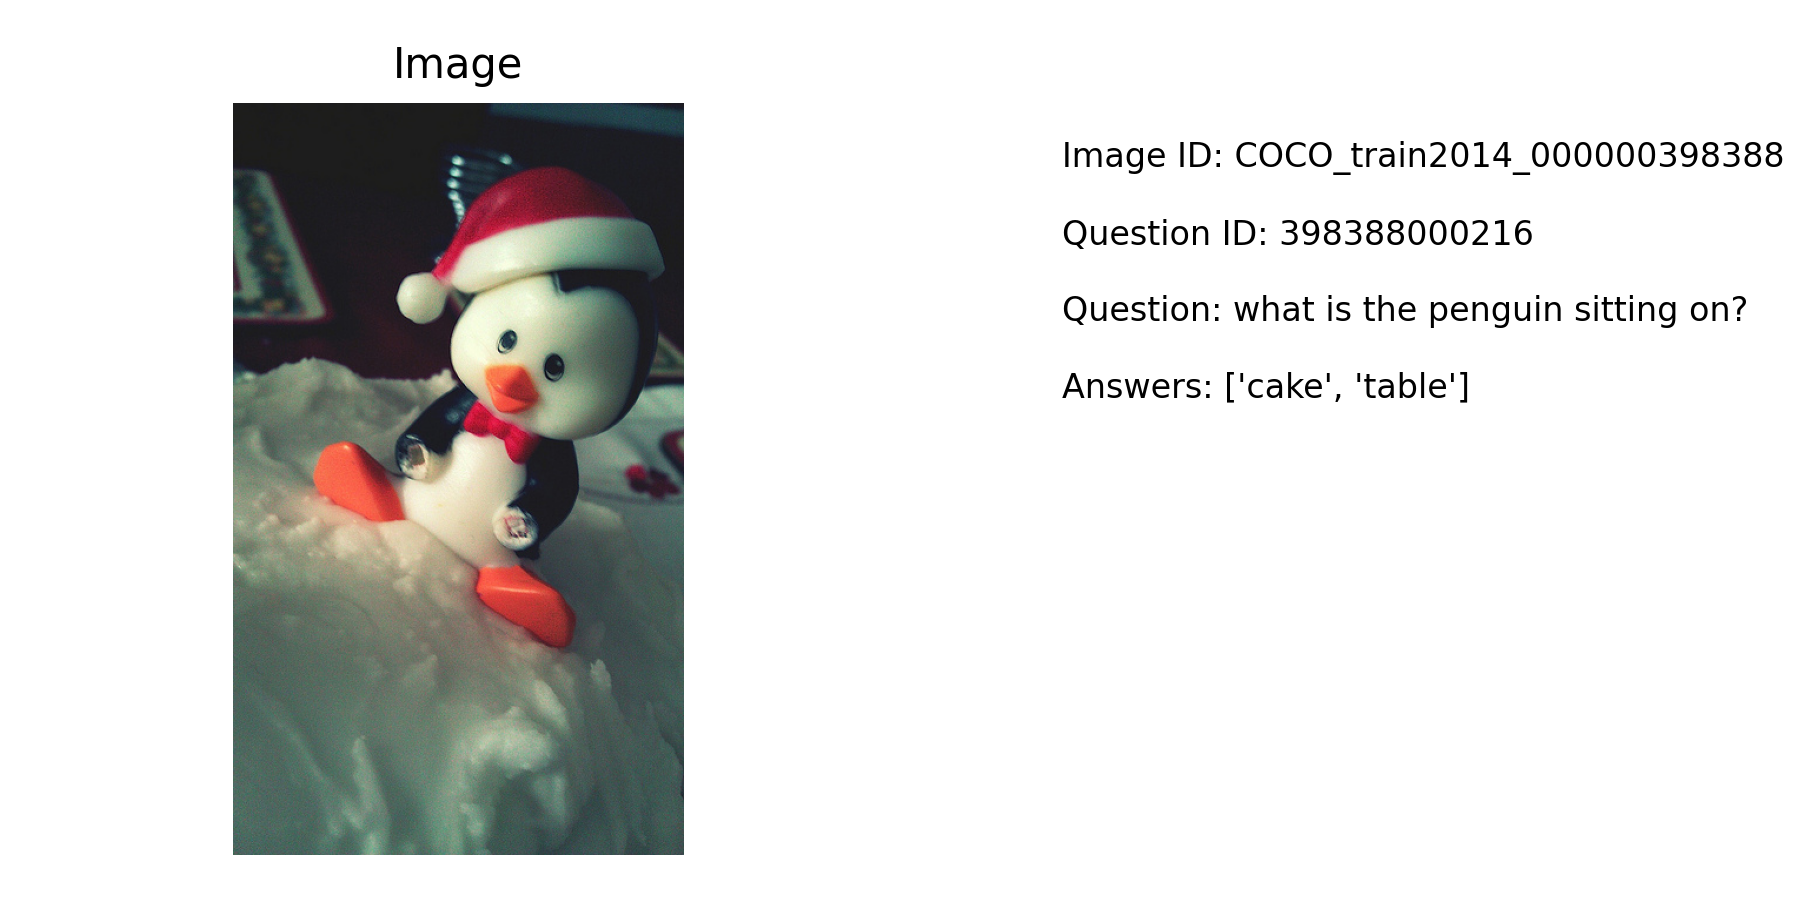 Image
Image ID: COCO_train2014_000000398388
Question ID: 398388000216
Question: what is the penguin sitting on?
Answers: ['cake', 'table']